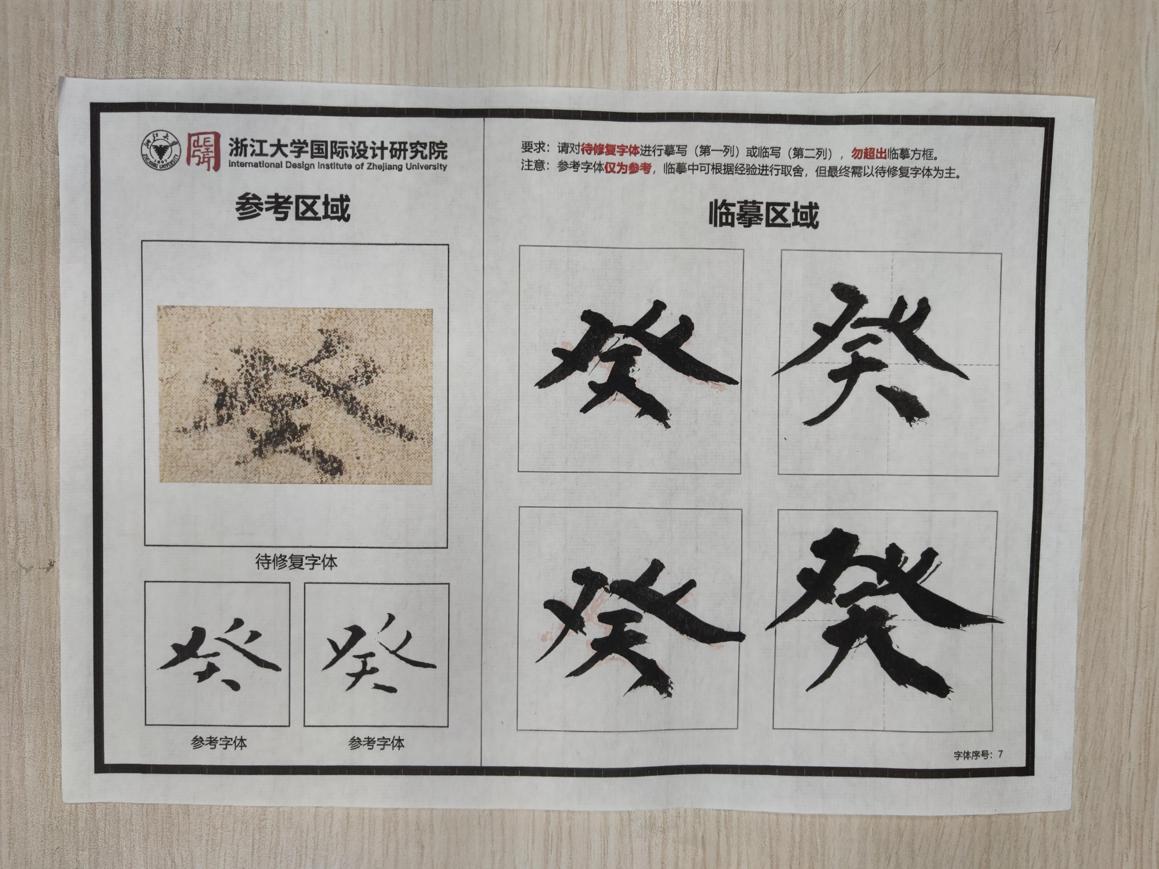 浙江大学国际设计研究院
International Design Institute of Zhejiang University
参考区域
癸
待修复字体
癸
癸
参考字体
参考字体
要求：请对待修复字体进行摹写（第一列）或临写（第二列），勿超出临摹方框。
注意：参考字体仅为参考，临摹中可根据经验进行取舍，但最终需以待修复字体为主。
临摹区域
癸 癸
癸 癸
字体序号：7